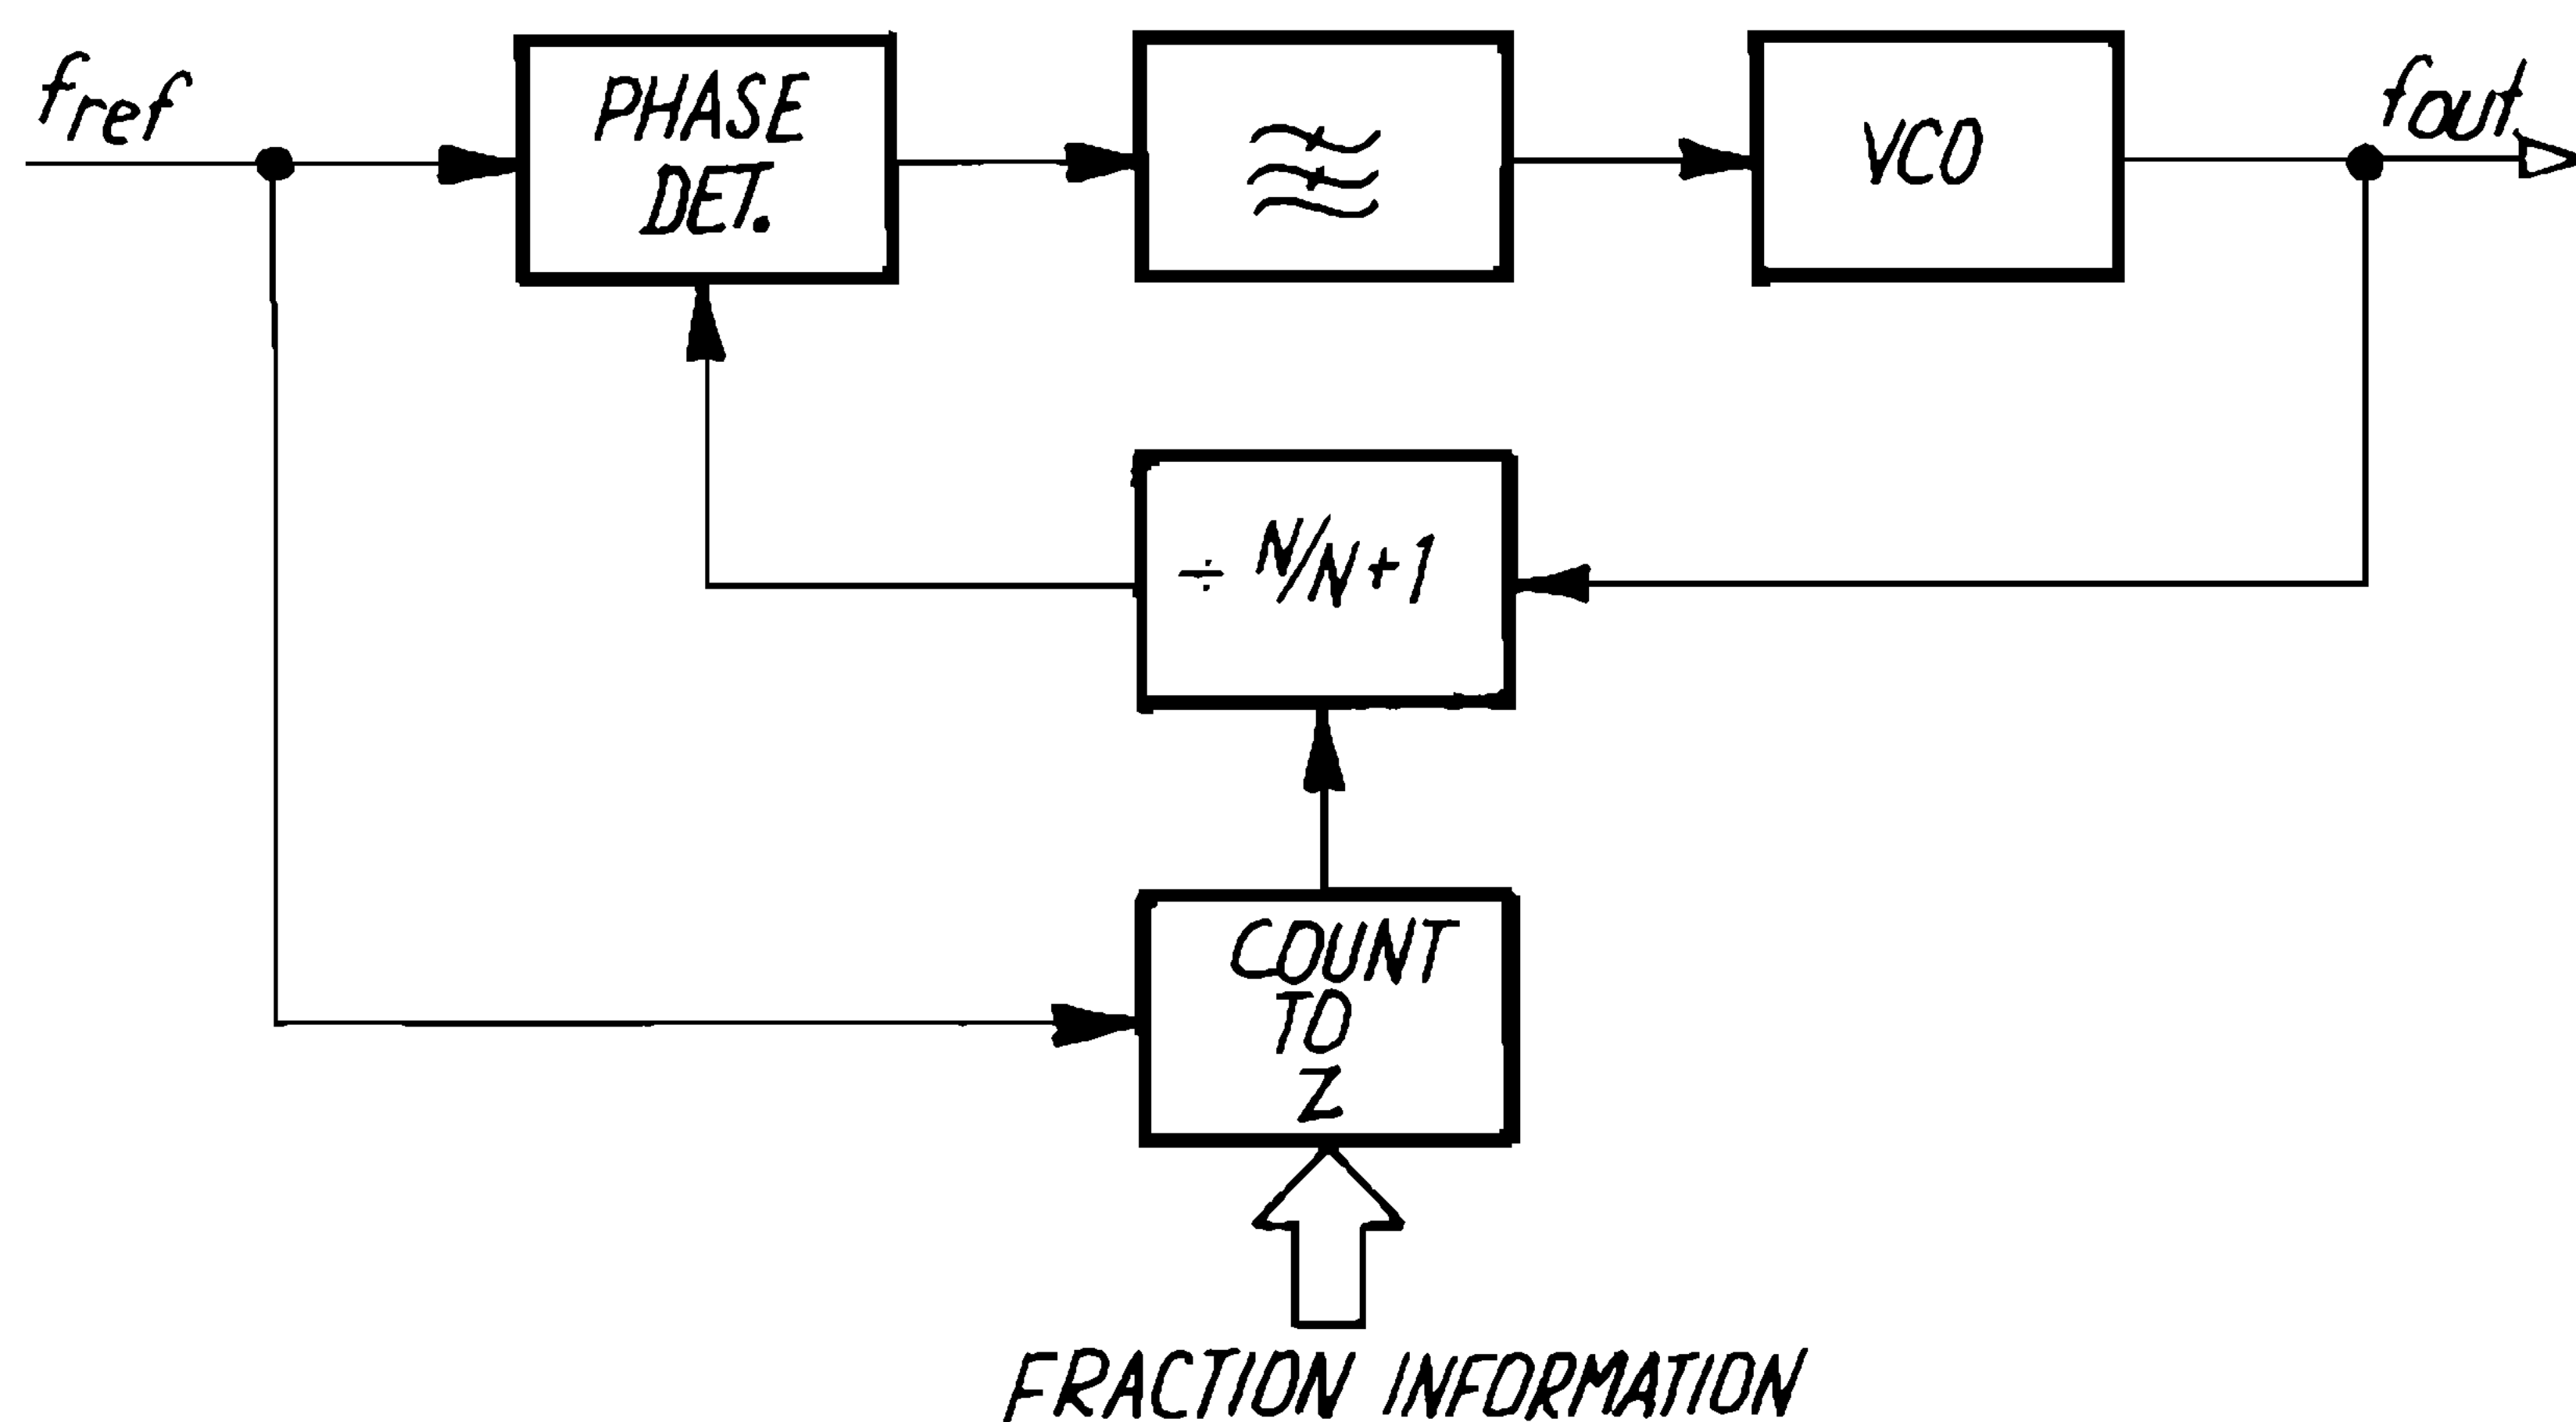 fref
PHASE
DET.
VCO
fout
÷ N/N+1
COUNT
TO
Z
FRACTION INFORMATION